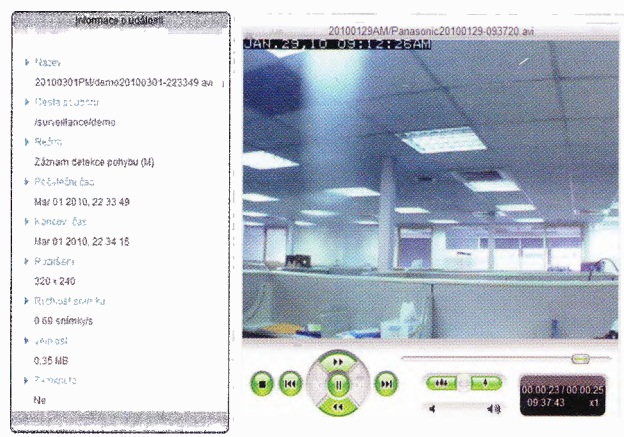 Informace o události
Název
20100301PM/demo20100301-223349.avi
Cesta souboru
/surveillance/demo
Režim
Záznam detekce pohybu (M)
Počáteční čas
Mar 01 2010, 22 33 49
Koncový čas
Mar 01 2010, 22 34 15
Rozlišení
320 x 240
Rychlost snímků
0.69 snímky/s
Velikost
0.35 MB
Zamknuto
Ne
20100129AM/Panasonic20100129-093720.avi
JAN.29.10 09:12:26AM
00:00:23 / 00:00:25
09:37:43 x1